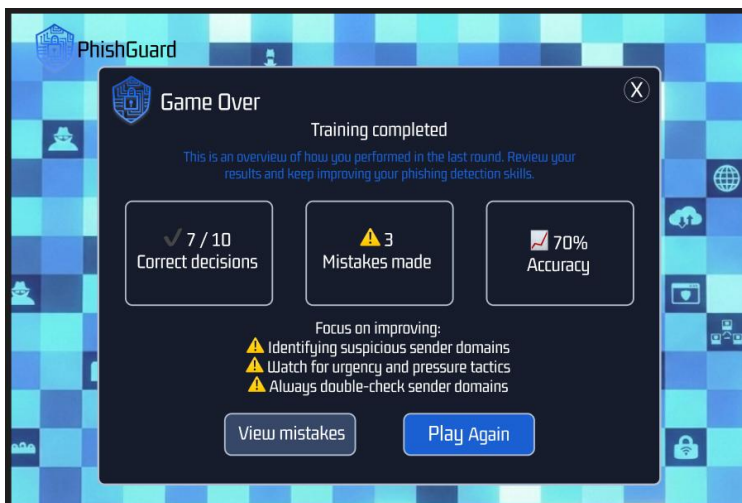 PhishGuard
Game Over
X
Training completed
This is an overview of how you performed in the last round. Review your
results and keep improving your phishing detection skills.
7 / 10
Correct decisions
3
Mistakes made
70%
Accuracy
Focus on improving:
Identifying suspicious sender domains
Watch for urgency and pressure tactics
Always double-check sender domains
View mistakes
Play Again